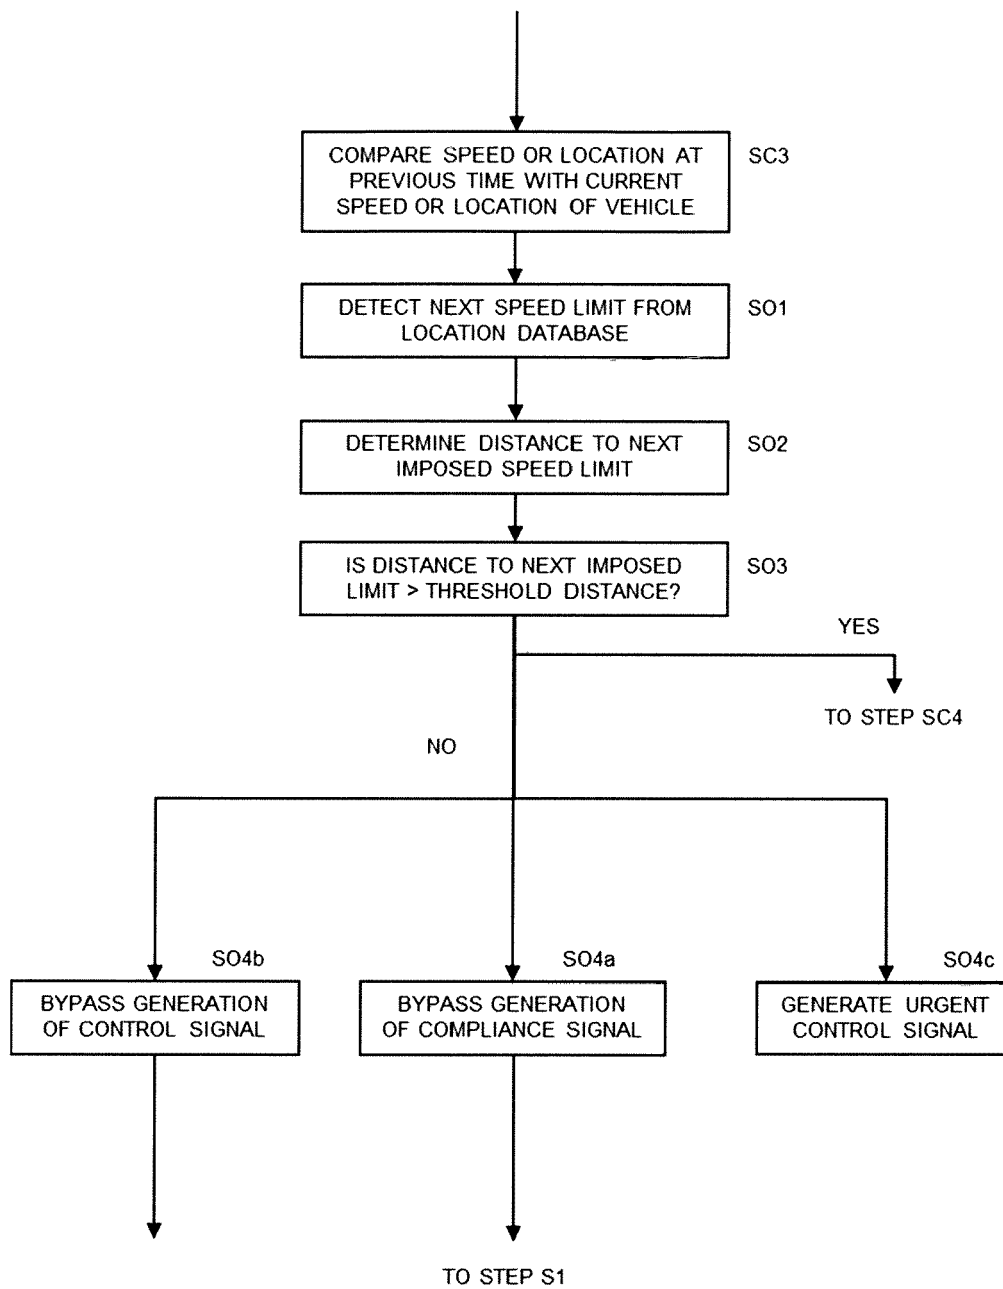 COMPARE SPEED OR LOCATION AT
PREVIOUS TIME WITH CURRENT
SPEED OR LOCATION OF VEHICLE
SC3
DETECT NEXT SPEED LIMIT FROM
LOCATION DATABASE
SO1
DETERMINE DISTANCE TO NEXT
IMPOSED SPEED LIMIT
SO2
IS DISTANCE TO NEXT IMPOSED
LIMIT > THRESHOLD DISTANCE?
SO3
YES
TO STEP SC4
NO
SO4b
BYPASS GENERATION
OF CONTROL SIGNAL
SO4a
BYPASS GENERATION
OF COMPLIANCE SIGNAL
SO4c
GENERATE URGENT
CONTROL SIGNAL
TO STEP S1